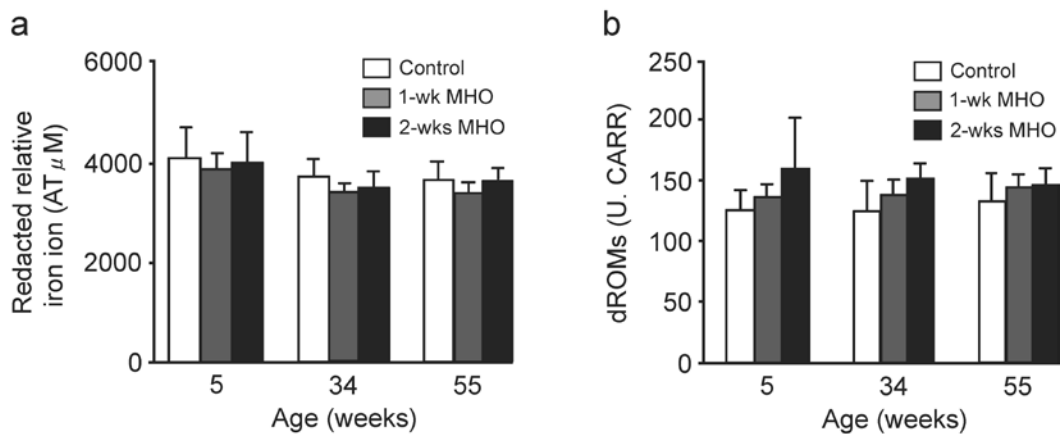 a
6000
4000
2000
0
Redacted relative
iron ion (AT μM)
Control
1-wk MHO
2-wks MHO
5 34 55
Age (weeks)
b
250
200
150
100
50
0
dROMs (U. CARR)
Control
1-wk MHO
2-wks MHO
5 34 55
Age (weeks)